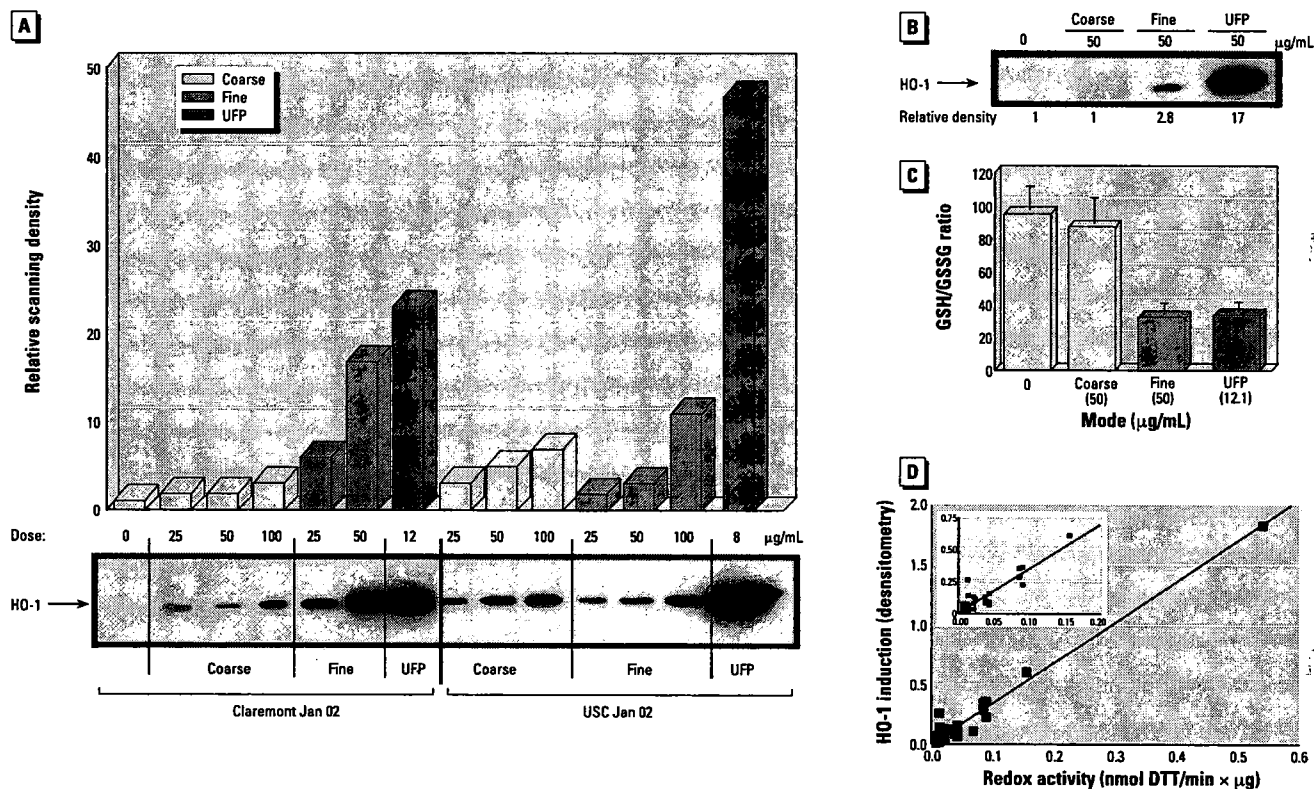 A
50
40
30
20
10
0
Relative scanning density
Coarse
Fine
UFP
Dose: 0 25 50 100 25 50 12 25 50 100 25 50 100 8 µg/mL
HO-1
Coarse Fine UFP Coarse Fine UFP
Claremont Jan 02 USC Jan 02
B
Coarse Fine UFP
0 50 50 50 µg/mL
HO-1
Relative density 1 1 2.8 17
C
120
100
80
60
40
20
0
GSH/GSSG ratio
0 Coarse Fine UFP
(50) (50) (12.1)
Mode (µg/mL)
D
2.0
1.5
1.0
0.5
0.0
HO-1 induction (densitometry)
0.75
0.50
0.25
0
0.00 0.05 0.10 0.15 0.20
0.0 0.1 0.2 0.3 0.4 0.5 0.6
Redox activity (nmol DTT/min × µg)